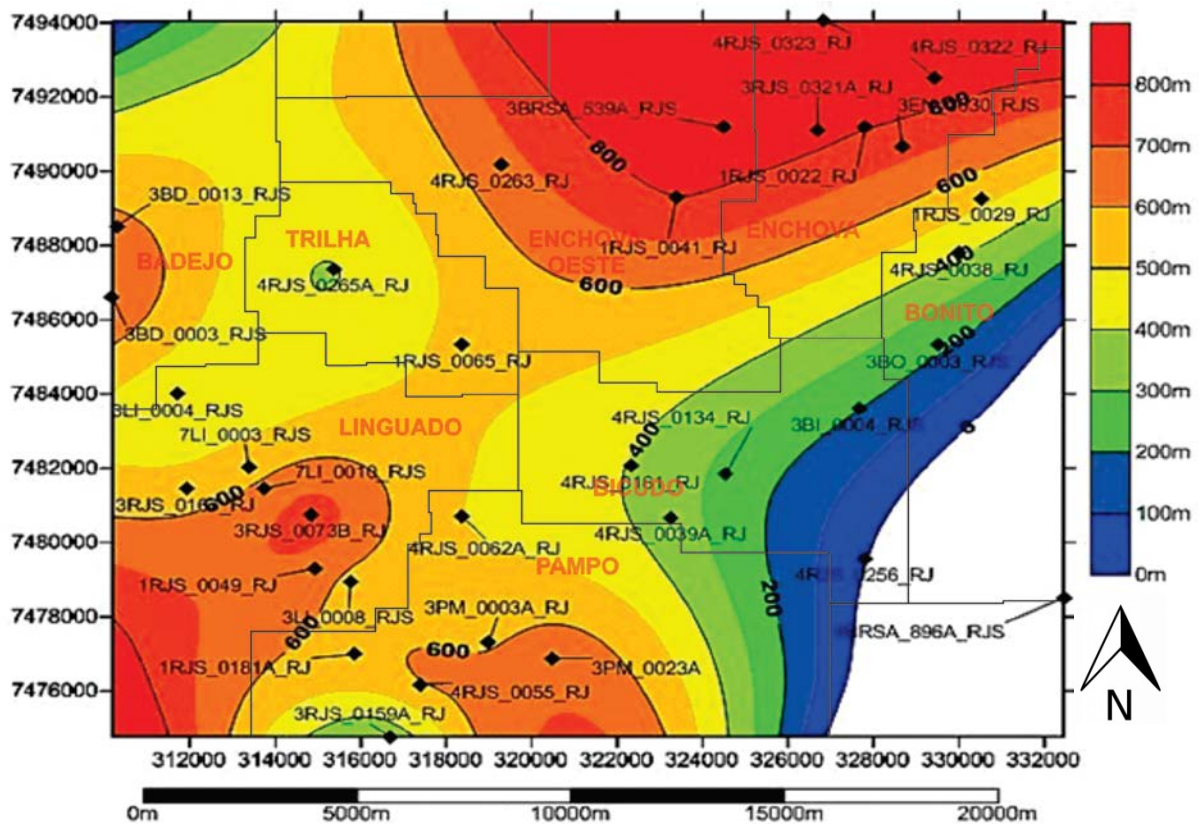 7494000
7492000
7490000
7488000
7486000
7484000
7482000
7480000
7478000
7476000
4RJS_0323_RJ
4RJS_0322_RJ
3RJS_0321A_RJ
3BRSA_539A_RJS
600
800
4RJS_0263_RJ
1RJS_0022_RJ
600
3BD_0013_RJS
1RJS_0029_RJ
TRILHA
ENCHOVA
OESTE
ENCHOVA
1RJS_0041_RJ
BADEJO
4RJS_0265A_RJ
600
400
4RJS_0038_RJ
BONITO
3BD_0003_RJS
1RJS_0065_RJ
200
3BO_0003_RJS
3LI_0004_RJS
LINGUADO
4RJS_0134_RJ
3BI_0004_RJS
0
7LI_0003_RJS
400
7LI_0010_RJS
4RJS_0181_RJ
BICUDO
600
3RJS_0073B_RJ
4RJS_0039A_RJ
4RJS_0062A_RJ
PAMPO
1RJS_0049_RJ
200
3PM_0003A_RJ
600
600
1RJS_0181A_RJ
3PM_0023A
4RJS_0055_RJ
3RJS_0159A_RJ
800m
700m
600m
500m
400m
300m
200m
100m
0m
N
312000 314000 316000 318000 320000 322000 324000 326000 328000 330000 332000
0m 5000m 10000m 15000m 20000m